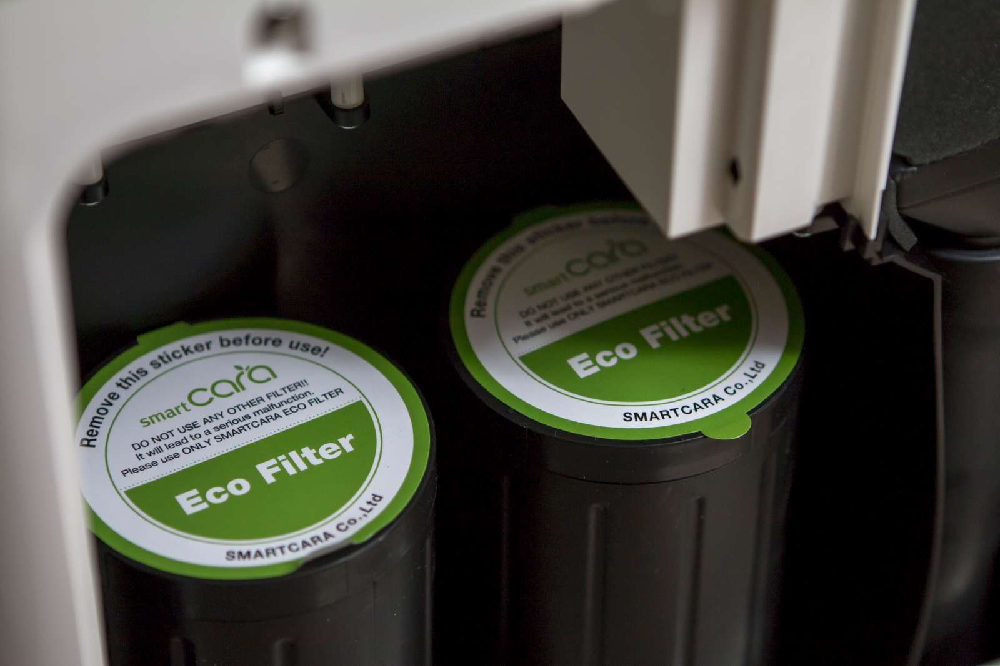 Remove this sticker before use!
smart cara
DO NOT USE ANY OTHER FILTER!!
It will lead to a serious malfunction.
Please use ONLY SMARTCARA ECO FILTER
Eco Filter
SMARTCARA Co.,Ltd
Remove this sticker before
smart cara
DO NOT USE ANY OTHER FILTER
It will lead to a serious malfunction.
Please use ONLY SMARTCARA ECO FILTER
Eco Filter
SMARTCARA Co.,Ltd